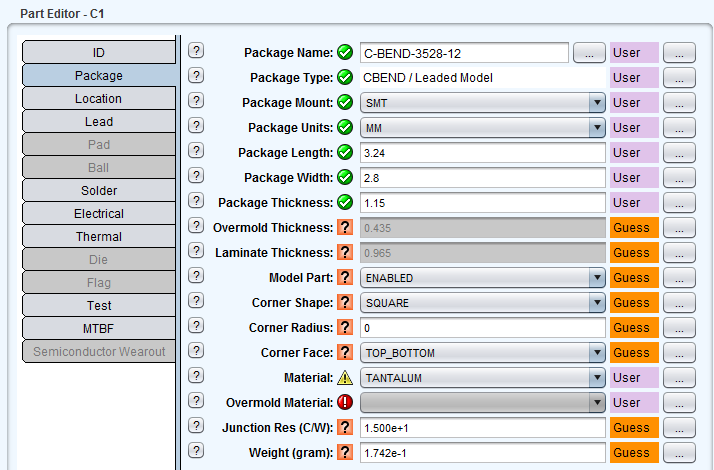 Part Editor - C1
ID
Package
Location
Lead
Pad
Ball
Solder
Electrical
Thermal
Die
Flag
Test
MTBF
Semiconductor Wearout
? Package Name: C-BEND-3528-12 ... User ...
? Package Type: CBEND / Leaded Model User ...
? Package Mount: SMT User ...
? Package Units: MM User ...
? Package Length: 3.24 User ...
? Package Width: 2.8 User ...
? Package Thickness: 1.15 User ...
? Overmold Thickness: ? 0.435 Guess ...
? Laminate Thickness: ? 0.965 Guess ...
? Model Part: ? ENABLED Guess ...
? Corner Shape: ? SQUARE Guess ...
? Corner Radius: ? 0 Guess ...
? Corner Face: ? TOP_BOTTOM Guess ...
? Material: ! TANTALUM User ...
? Overmold Material: ! User ...
? Junction Res (C/W): ? 1.500e+1 Guess ...
? Weight (gram): ? 1.742e-1 Guess ...